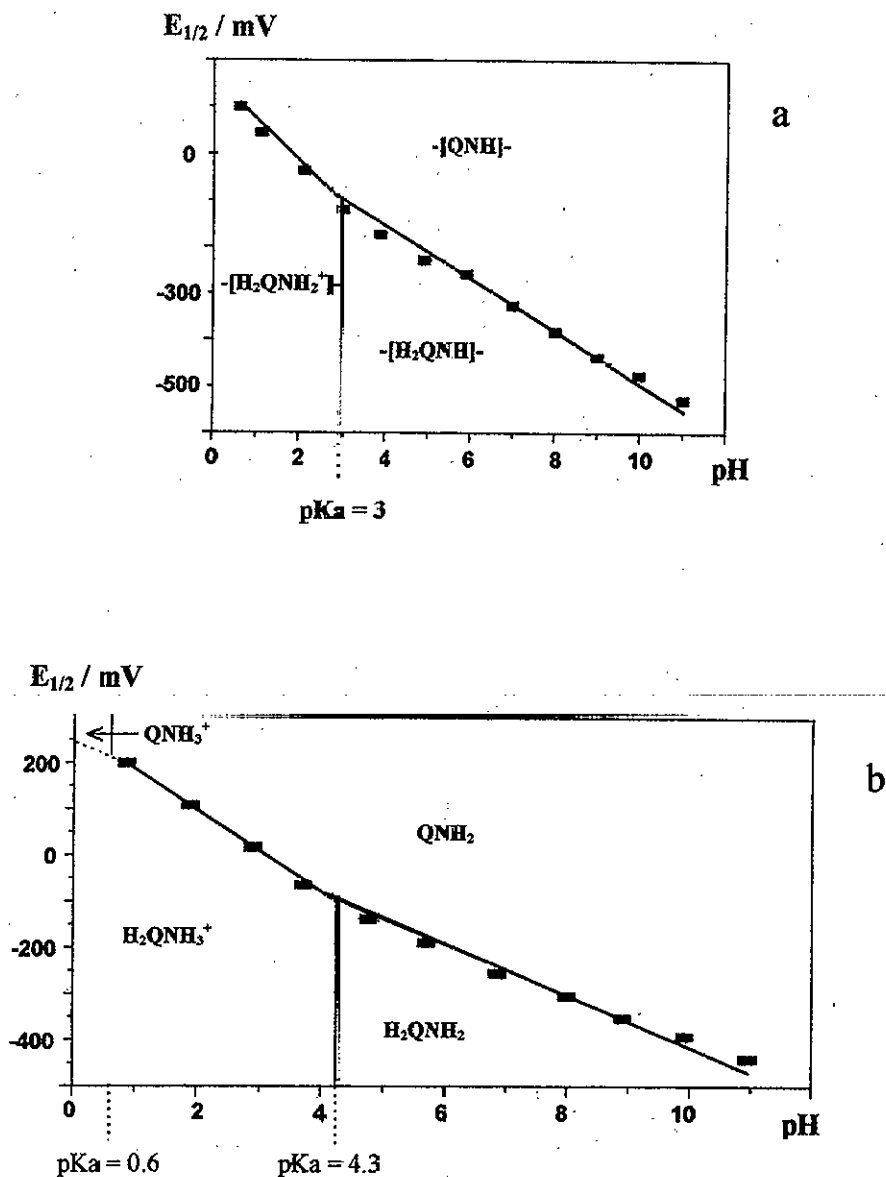 E1/2 / mV
a
0
-[QNH]-
-[H2QNH2+]-
-300
-[H2QNH]-
-500
0 2 4 6 8 10
pH
pKa = 3
E1/2 / mV
QNH3+
200
b
QNH2
0
H2QNH3+
-200
H2QNH2
-400
0 2 4 6 8 10
pH
pKa = 0.6 pKa = 4.3